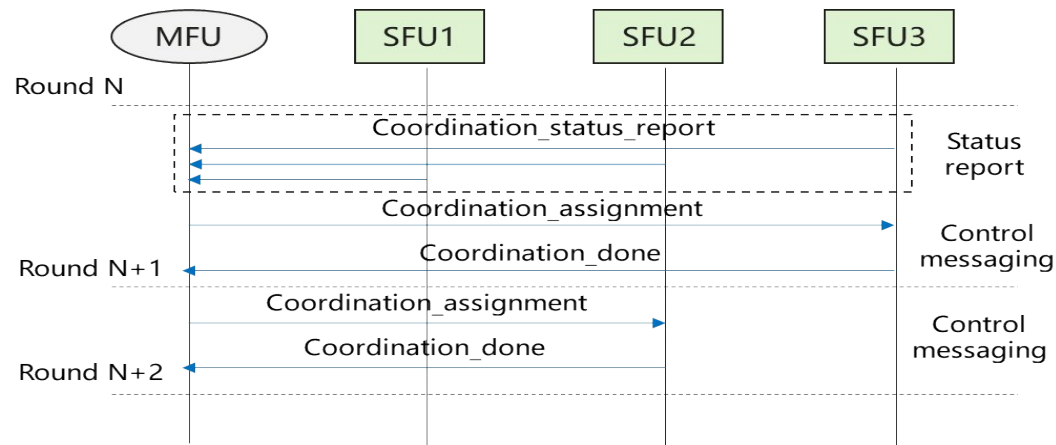 MFU
SFU1
SFU2
SFU3
Round N
Coordination_status_report
Status
report
Coordination_assignment
Control
messaging
Coordination_done
Round N+1
Coordination_assignment
Control
messaging
Coordination_done
Round N+2